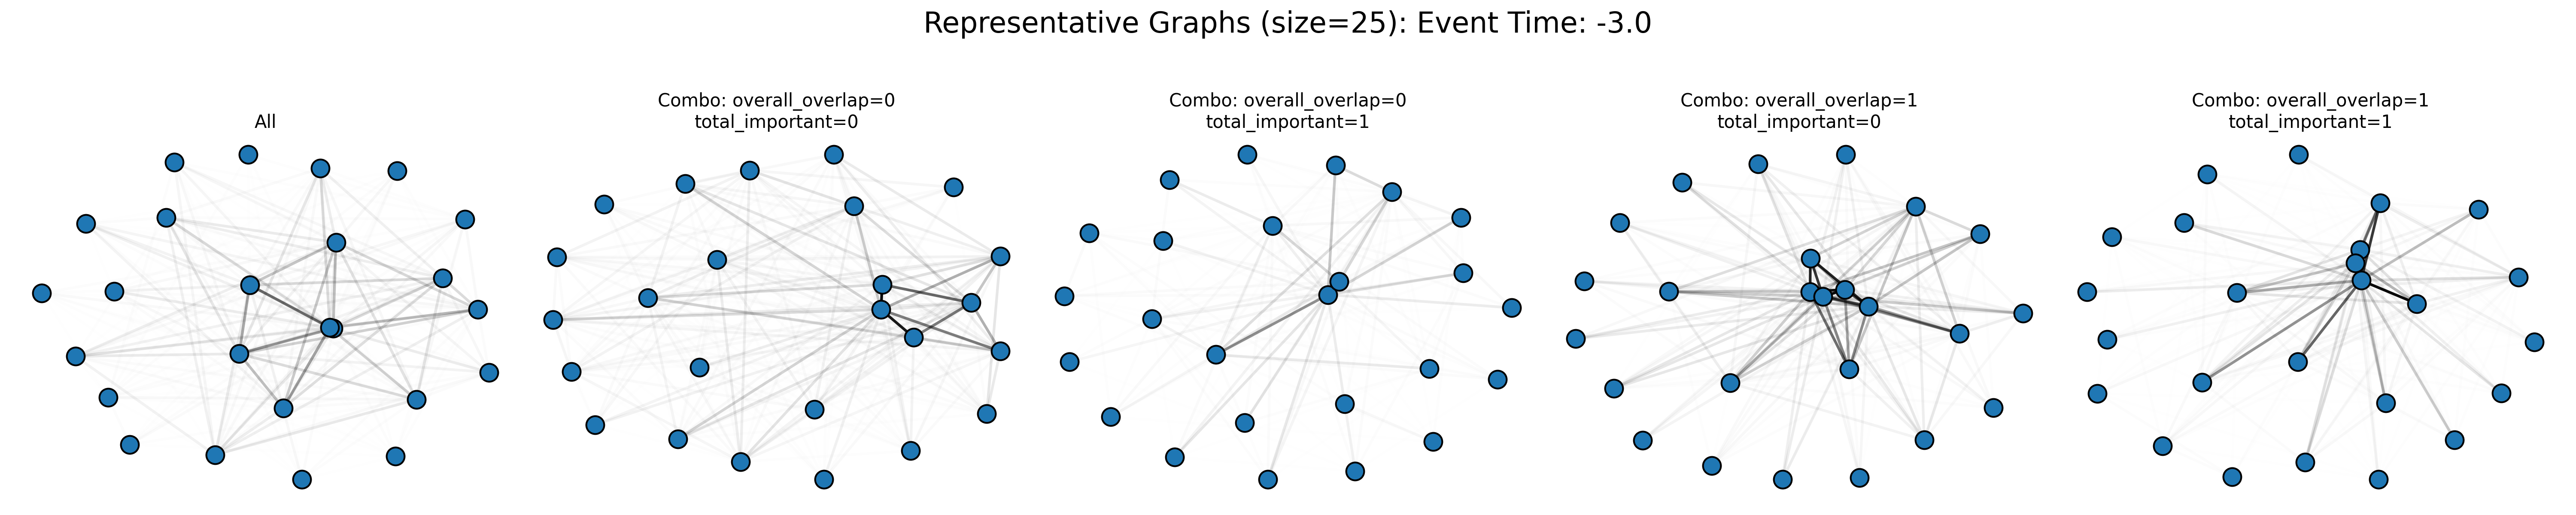 Representative Graphs (size=25): Event Time: -3.0
All
Combo: overall_overlap=0
total_important=0
Combo: overall_overlap=0
total_important=1
Combo: overall_overlap=1
total_important=0
Combo: overall_overlap=1
total_important=1